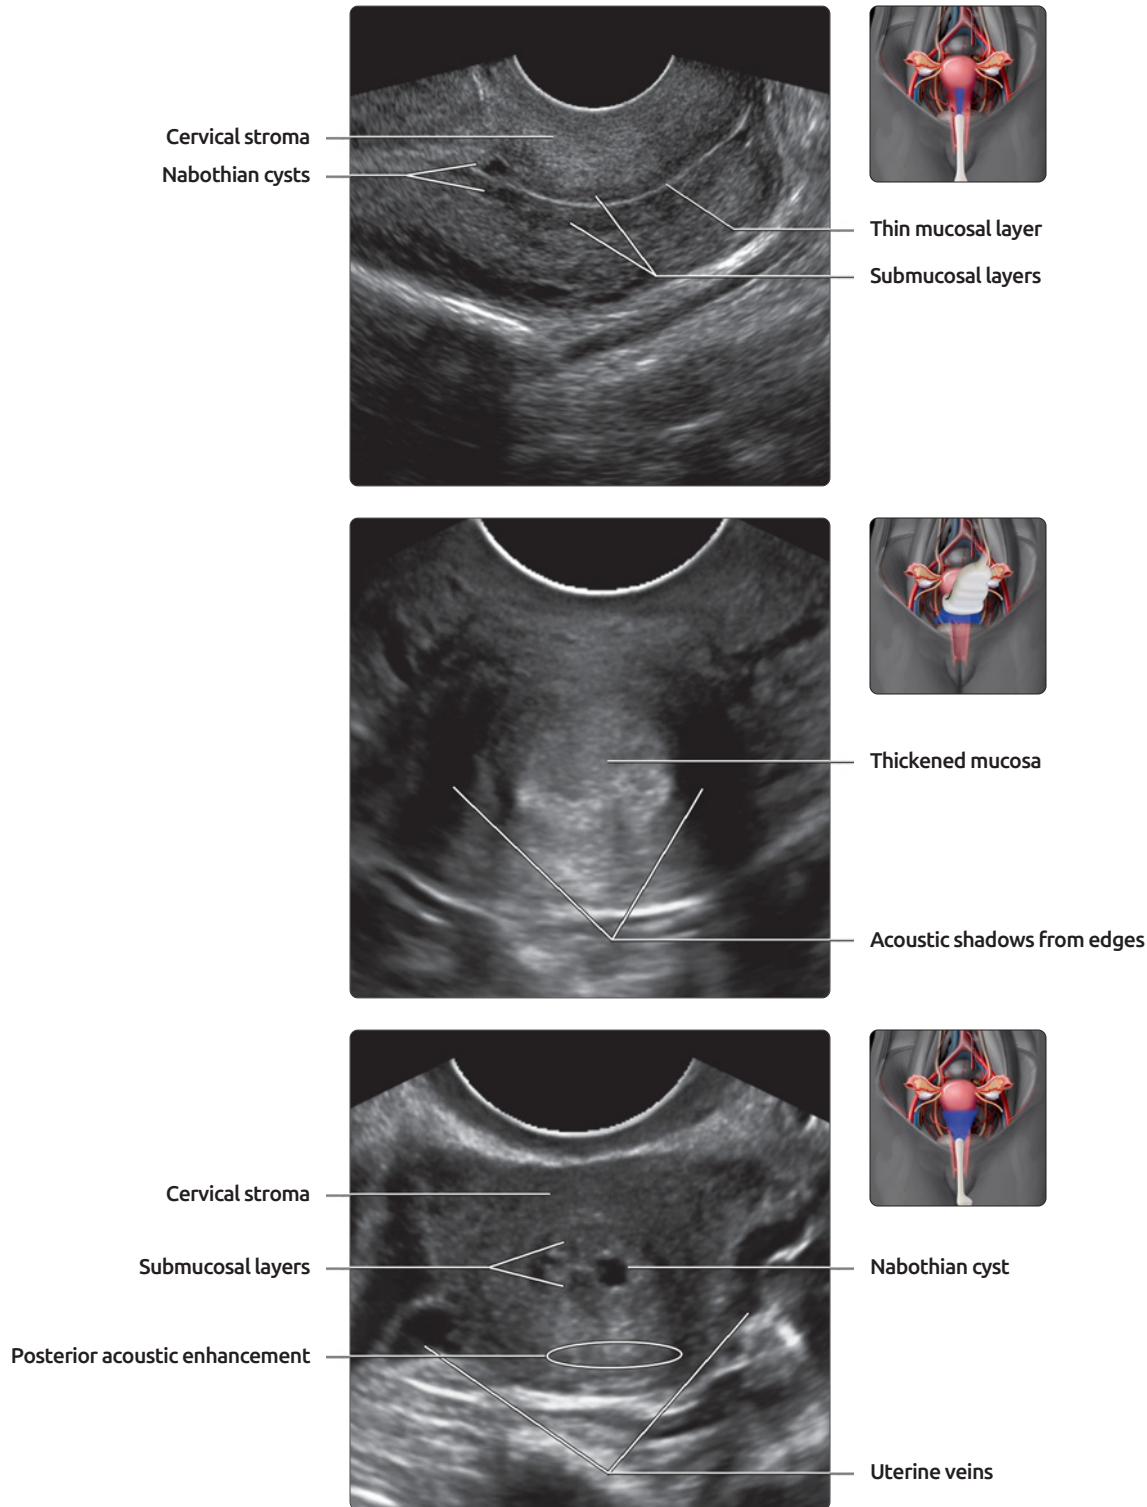 Cervical stroma
Nabothian cysts
Thin mucosal layer
Submucosal layers
Thickened mucosa
Acoustic shadows from edges
Cervical stroma
Submucosal layers
Nabothian cyst
Posterior acoustic enhancement
Uterine veins